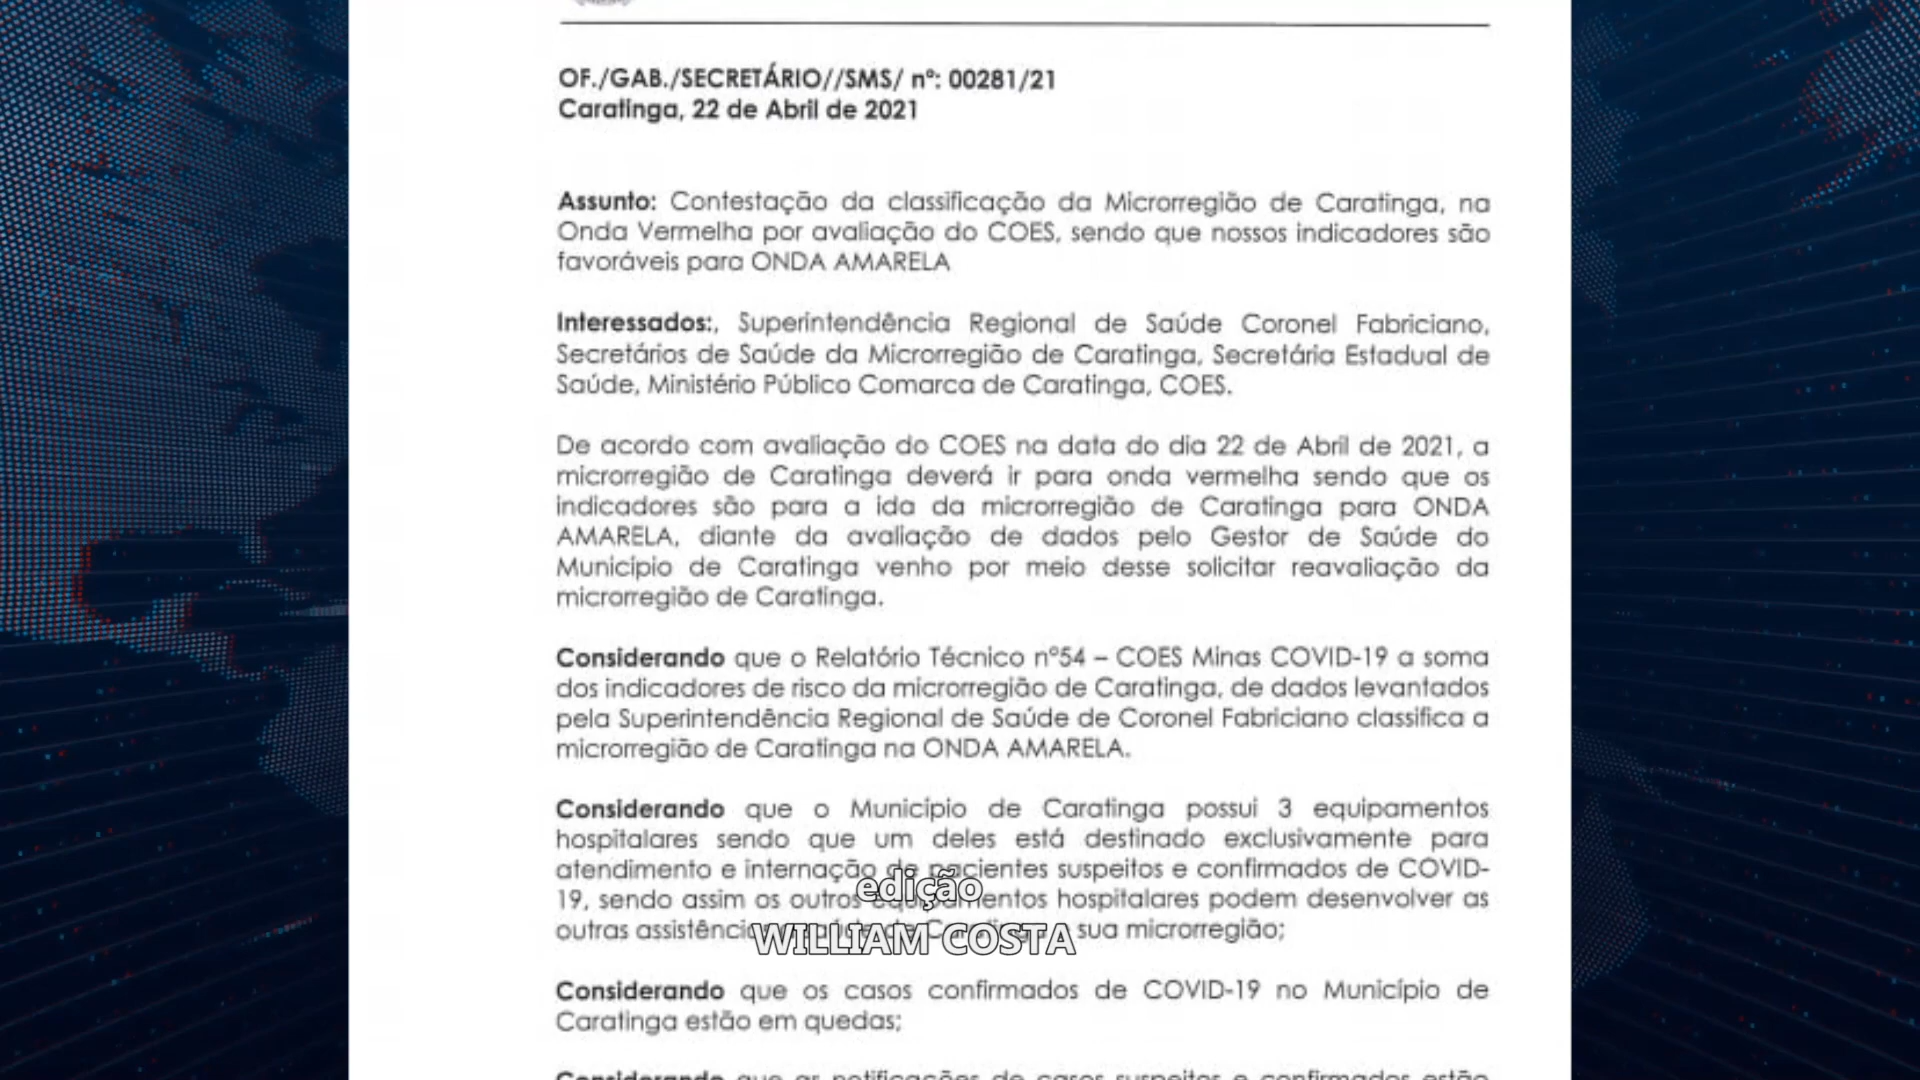 OF./GAB./SECRETÁRIO//SMS/ nº: 00281/21
Caratinga, 22 de Abril de 2021
Assunto: Contestação da classificação da Microrregião de Caratinga, na
Onda Vermelha por avaliação do COES, sendo que nossos indicadores são
favoráveis para ONDA AMARELA
Interessados:, Superintendência Regional de Saúde Coronel Fabriciano,
Secretários de Saúde da Microrregião de Caratinga, Secretária Estadual de
Saúde, Ministério Público Comarca de Caratinga, COES.
De acordo com avaliação do COES na data do dia 22 de Abril de 2021, a
microrregião de Caratinga deverá ir para onda vermelha sendo que os
indicadores são para a ida da microrregião de Caratinga para ONDA
AMARELA, diante da avaliação de dados pelo Gestor de Saúde do
Município de Caratinga venho por meio desse solicitar reavaliação da
microrregião de Caratinga.
Considerando que o Relatório Técnico nº54 – COES Minas COVID-19 a soma
dos indicadores de risco da microrregião de Caratinga, de dados levantados
pela Superintendência Regional de Saúde de Coronel Fabriciano classifica a
microrregião de Caratinga na ONDA AMARELA.
Considerando que o Município de Caratinga possui 3 equipamentos
hospitalares sendo que um deles está destinado exclusivamente para
atendimento e internação de pacientes suspeitos e confirmados de COVID-
19, sendo assim os outros equipamentos hospitalares podem desenvolver as
outras sua microrregião;
edição
WILLIAM COSTA
Considerando que os casos confirmados de COVID-19 no Município de
Caratinga estão em quedas;
Considerando que as notificações de casos suspeitos e confirmados estão